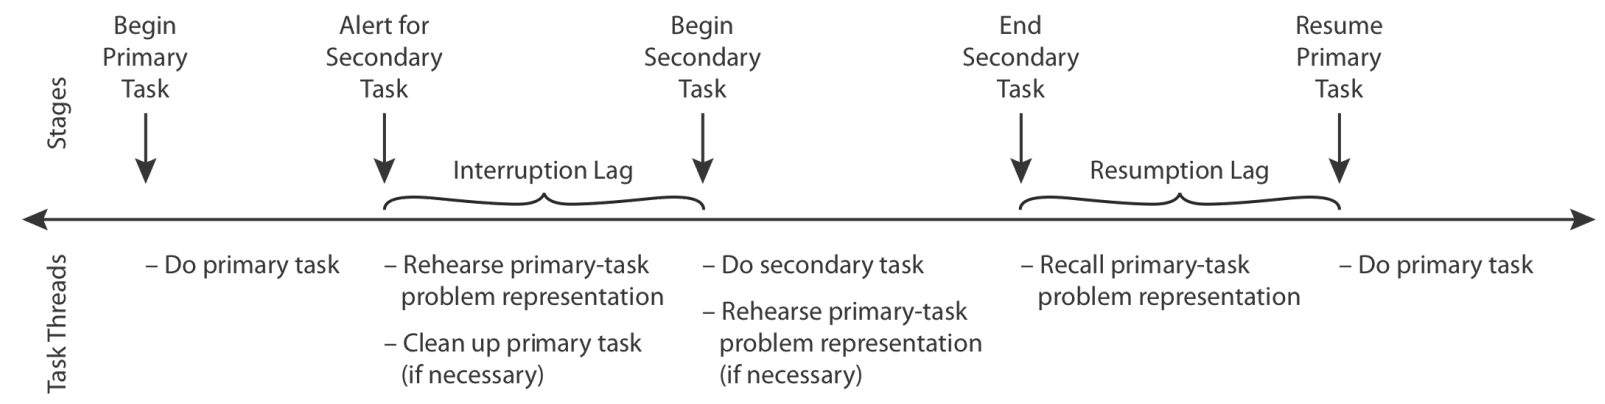 Stages
Begin
Primary
Task
Alert for
Secondary
Task
Begin
Secondary
Task
End
Secondary
Task
Resume
Primary
Task
Interruption Lag
Resumption Lag
Task Threads
– Do primary task
– Rehearse primary-task
problem representation
– Clean up primary task
(if necessary)
– Do secondary task
– Rehearse primary-task
problem representation
(if necessary)
– Recall primary-task
problem representation
– Do primary task